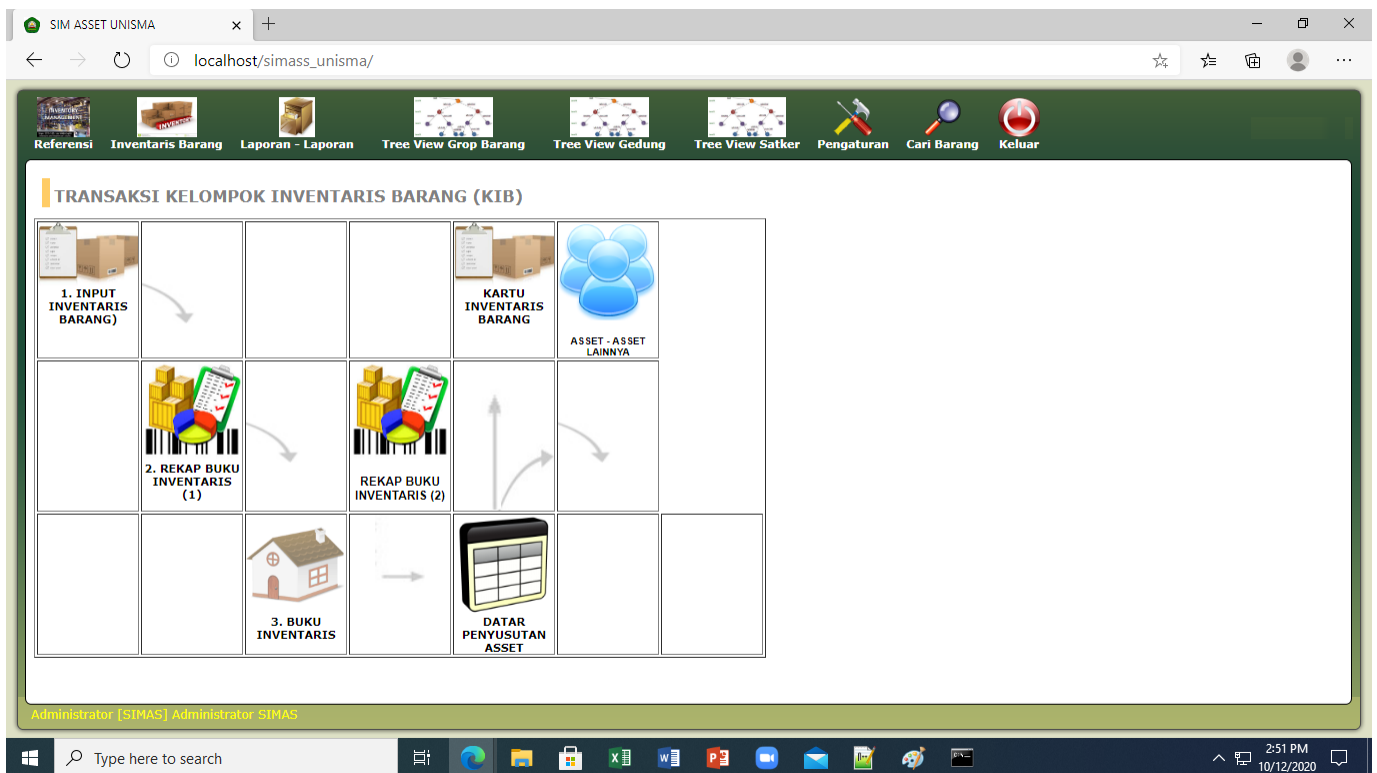 SIM ASSET UNISMA
localhost/simass_unisma/
INVENTORY
MANAGEMENT
INVENTORY
Referensi
Inventaris Barang
Laporan - Laporan
Tree View Grop Barang
Tree View Gedung
Tree View Satker
Pengaturan
Cari Barang
Keluar
TRANSAKSI KELOMPOK INVENTARIS BARANG (KIB)
1. INPUT
INVENTARIS
BARANG)
KARTU
INVENTARIS
BARANG
ASSET - ASSET
LAINNYA
2. REKAP BUKU
INVENTARIS
(1)
REKAP BUKU
INVENTARIS (2)
3. BUKU
INVENTARIS
DATAR
PENYUSUTAN
ASSET
Administrator [SIMAS] Administrator SIMAS
Type here to search
2:51 PM
10/12/2020